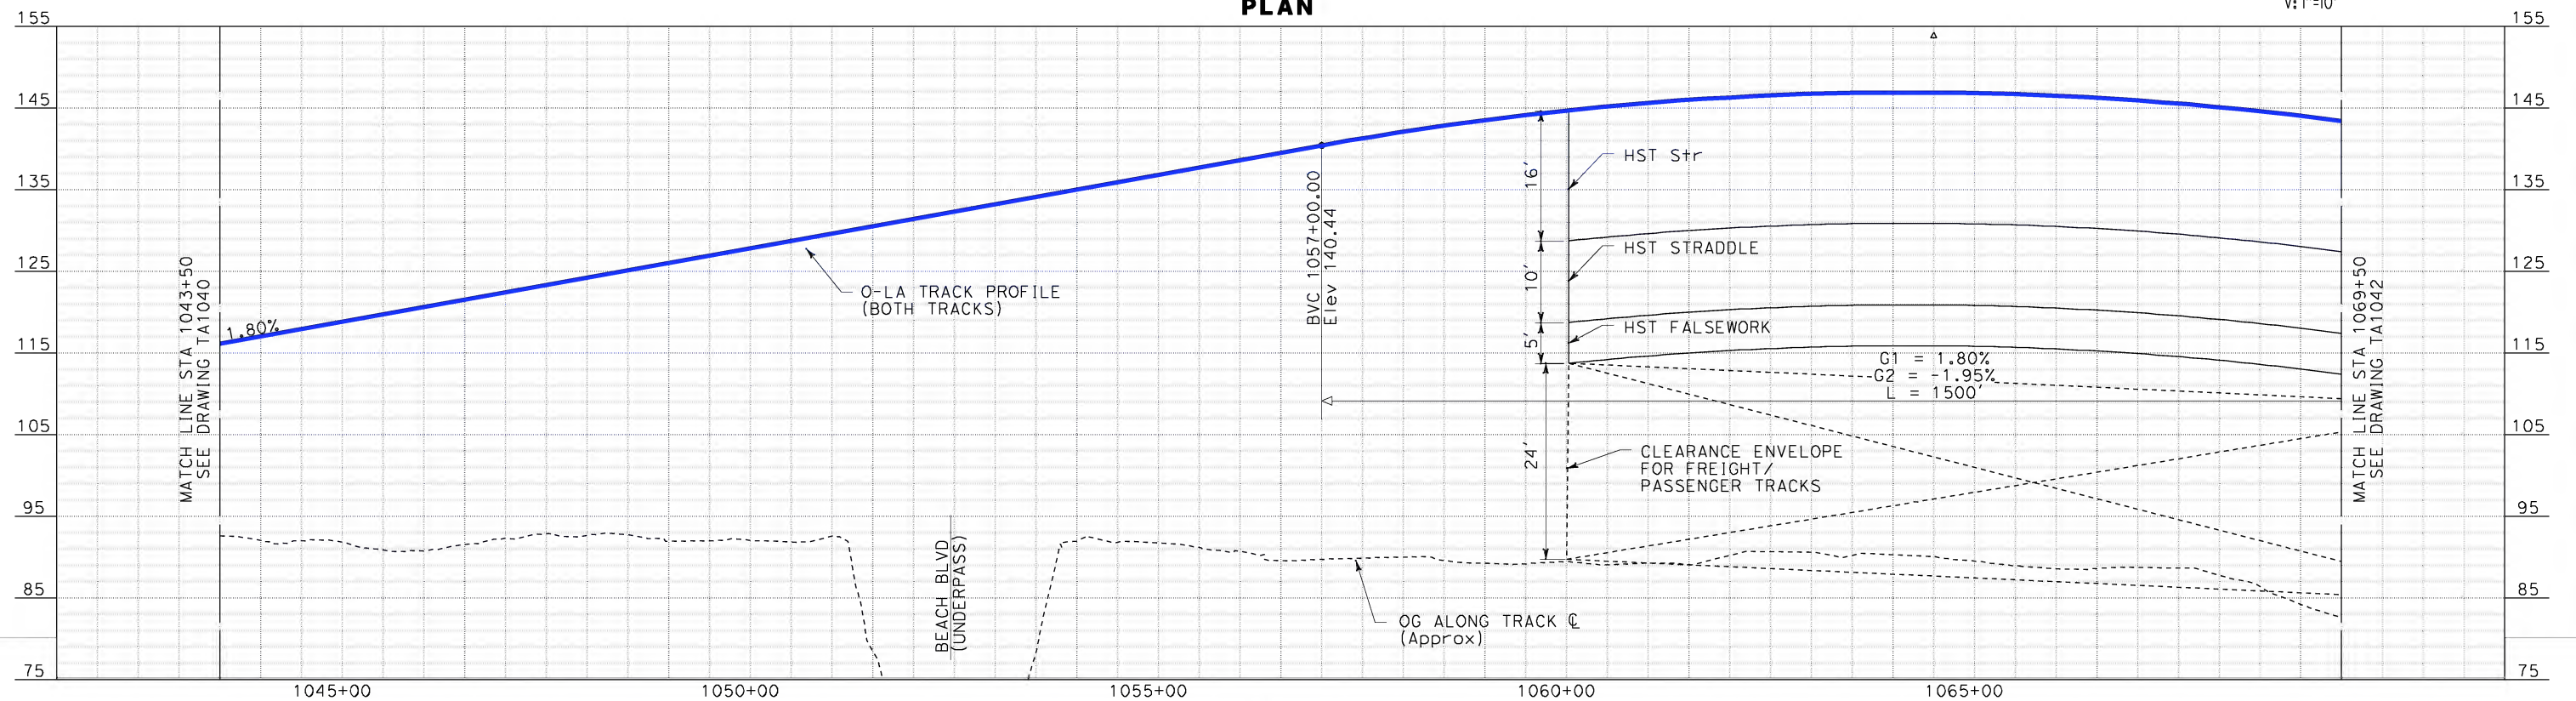 PLAN
V: 1"=10'
155
145
135
125
115
105
95
85
75
155
145
135
125
115
105
95
85
75
MATCH LINE STA 1043+50
SEE DRAWING TA1040
1.80%
O-LA TRACK PROFILE
(BOTH TRACKS)
BEACH BLVD
(UNDERPASS)
BVC 1057+00.00
Elev 140.44
16'
10'
5'
24'
HST Str
HST STRADDLE
HST FALSEWORK
G1 = 1.80%
G2 = -1.95%
L = 1500'
CLEARANCE ENVELOPE
FOR FREIGHT/
PASSENGER TRACKS
OG ALONG TRACK ℄
(Approx)
MATCH LINE STA 1069+50
SEE DRAWING TA1042
1045+00
1050+00
1055+00
1060+00
1065+00